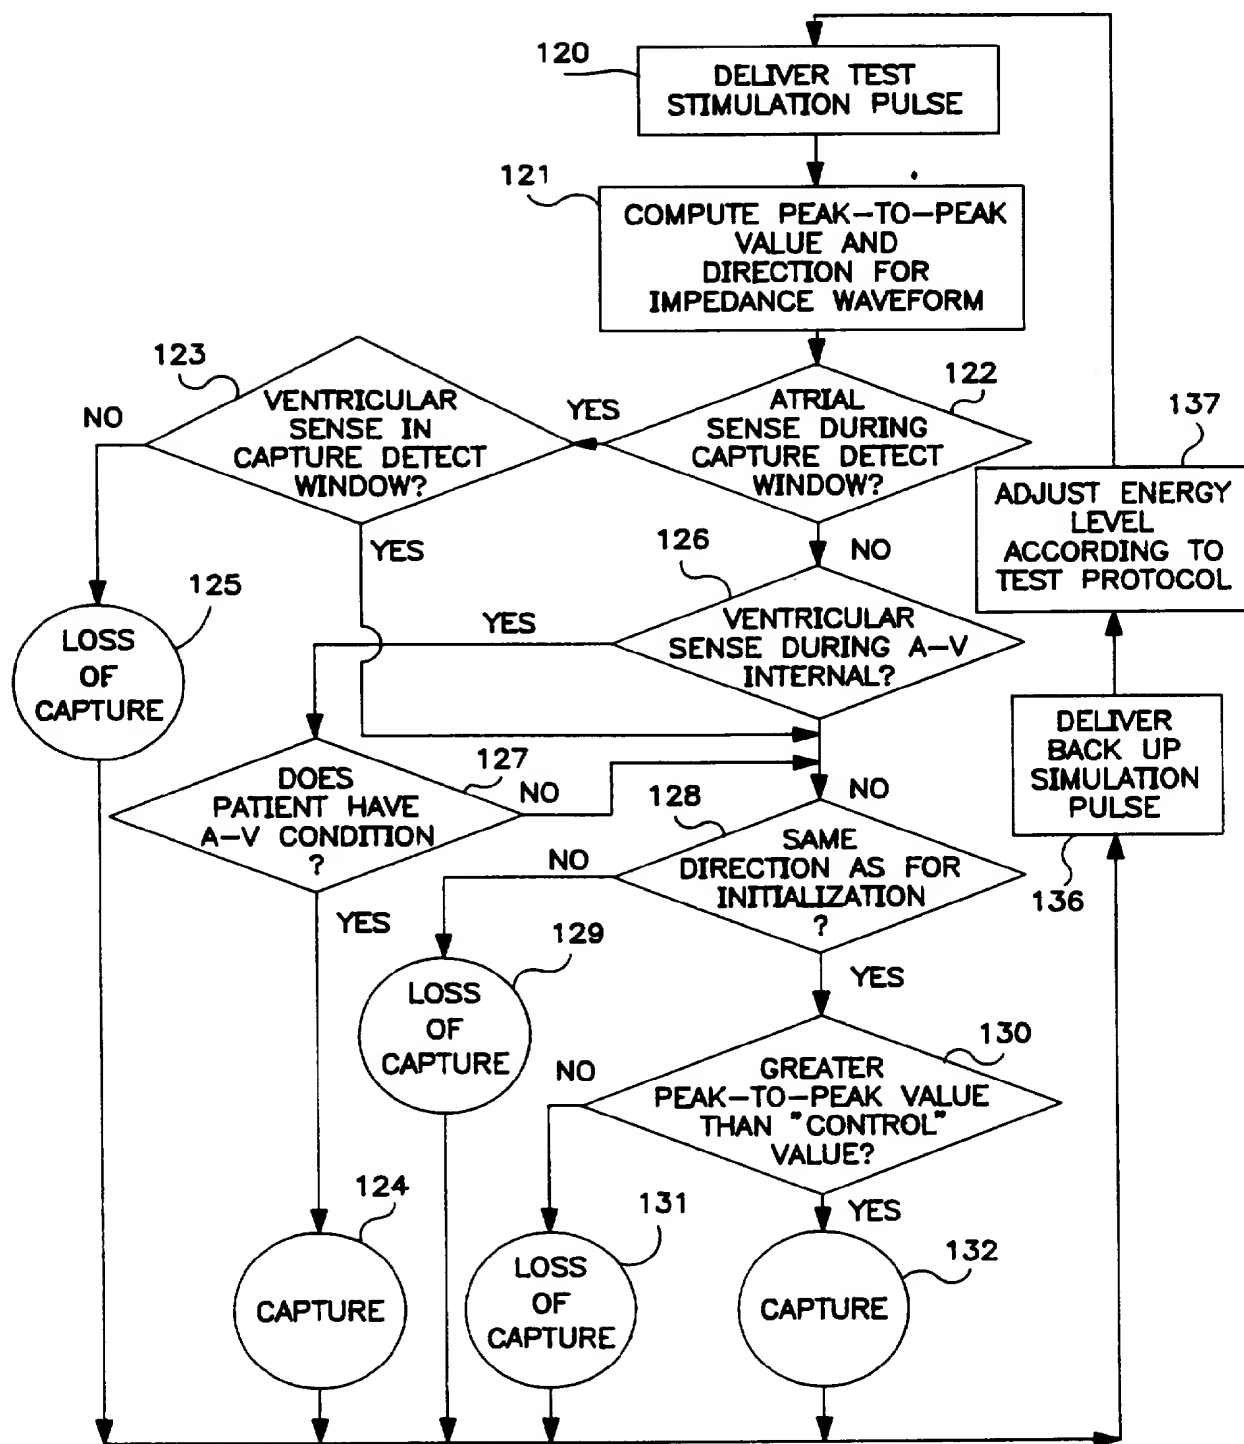 120
DELIVER TEST
STIMULATION PULSE
121
COMPUTE PEAK-TO-PEAK
VALUE AND
DIRECTION FOR
IMPEDANCE WAVEFORM
123
VENTRICULAR
SENSE IN
CAPTURE DETECT
WINDOW?
NO
YES
YES
122
ATRIAL
SENSE DURING
CAPTURE DETECT
WINDOW?
NO
137
ADJUST ENERGY
LEVEL
ACCORDING TO
TEST PROTOCOL
125
LOSS
OF
CAPTURE
126
YES
VENTRICULAR
SENSE DURING A-V
INTERNAL?
NO
DELIVER
BACK UP
SIMULATION
PULSE
136
127
DOES
PATIENT HAVE
A-V CONDITION
?
NO
YES
128
SAME
DIRECTION AS FOR
INITIALIZATION
?
NO
YES
129
LOSS
OF
CAPTURE
130
GREATER
PEAK-TO-PEAK VALUE
THAN "CONTROL"
VALUE?
NO
YES
124
CAPTURE
131
LOSS
OF
CAPTURE
132
CAPTURE